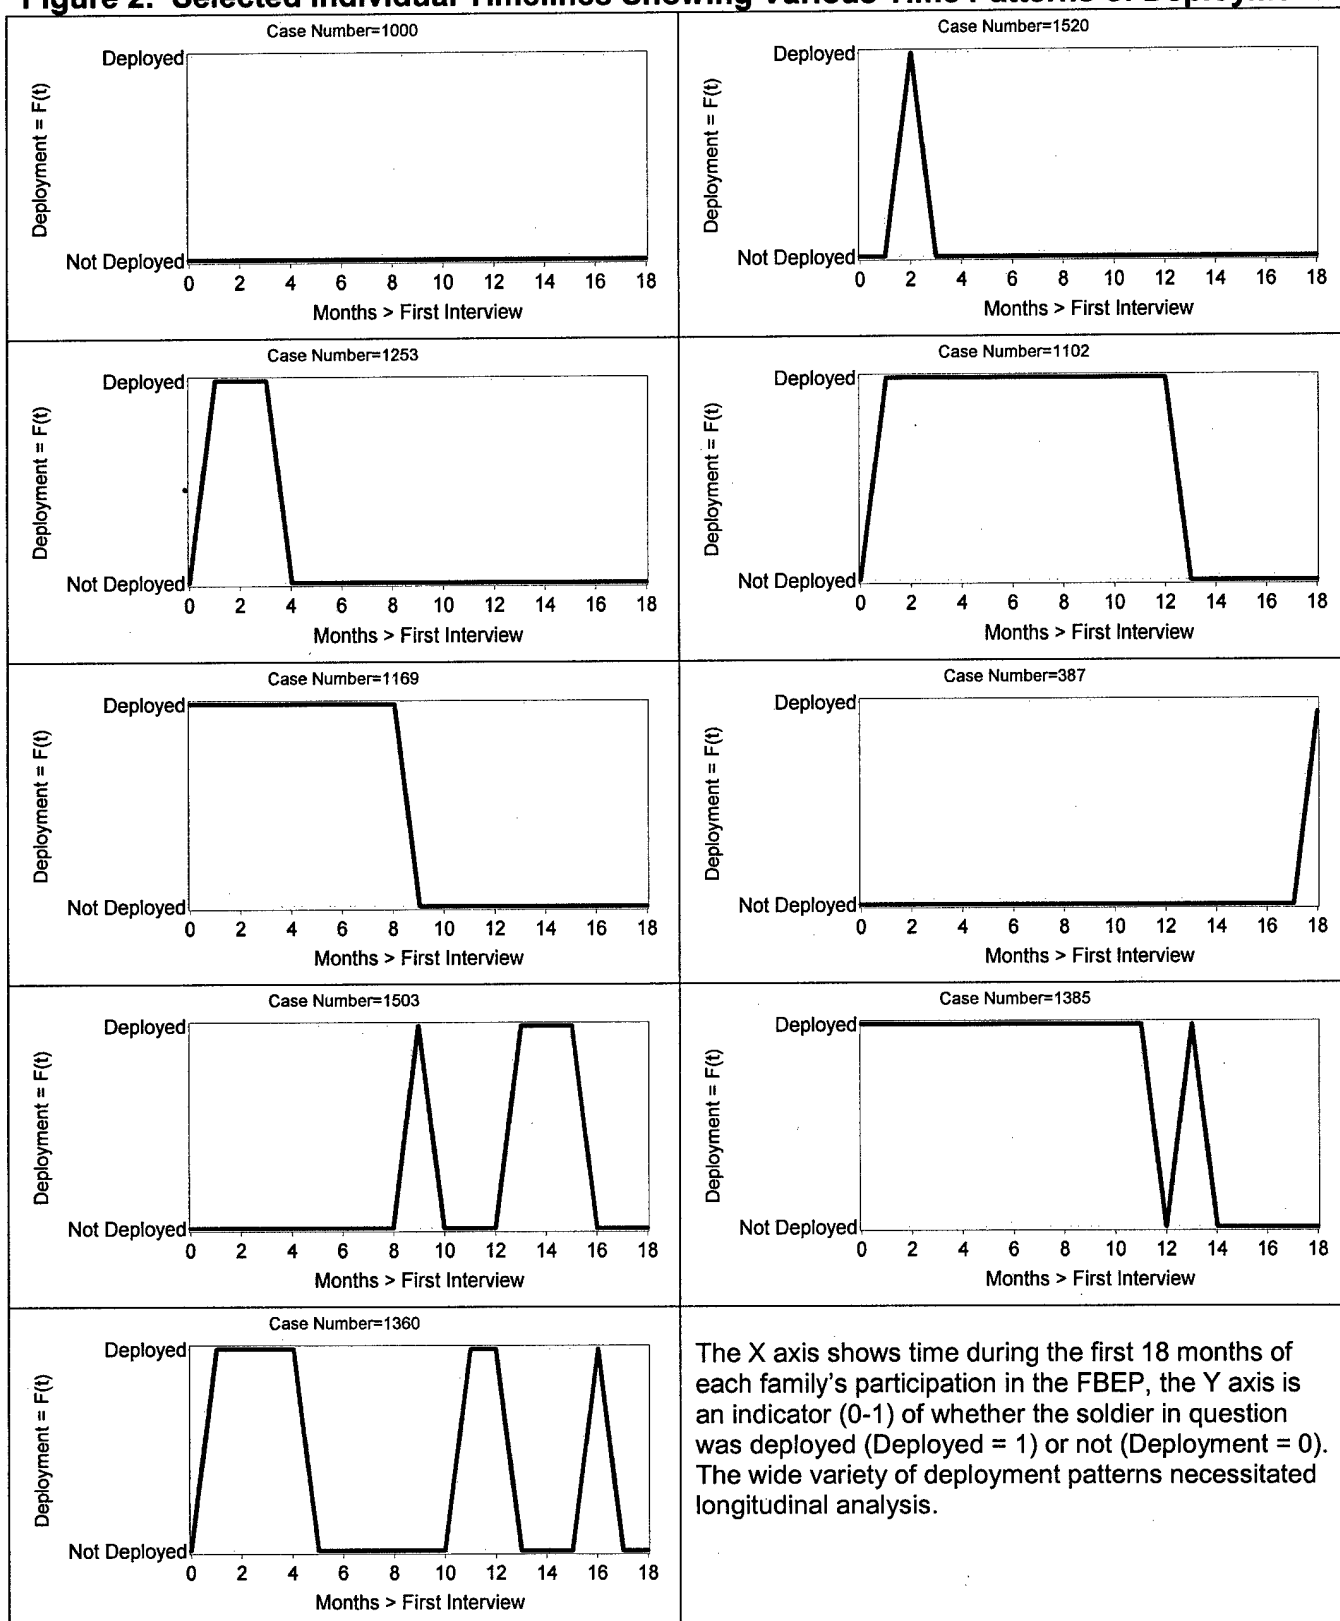 Figure 2: Selected Individual Timelines Showing Various Time Patterns of
Case Number=1000
Deployment = F(t)
Deployed
Not Deployed
0 2 4 6 8 10 12 14 16 18
Months > First Interview
Case Number=1520
Deployment = F(t)
Deployed
Not Deployed
0 2 4 6 8 10 12 14 16 18
Months > First Interview
Case Number=1253
Deployment = F(t)
Deployed
Not Deployed
0 2 4 6 8 10 12 14 16 18
Months > First Interview
Case Number=1102
Deployment = F(t)
Deployed
Not Deployed
0 2 4 6 8 10 12 14 16 18
Months > First Interview
Case Number=1169
Deployment = F(t)
Deployed
Not Deployed
0 2 4 6 8 10 12 14 16 18
Months > First Interview
Case Number=387
Deployment = F(t)
Deployed
Not Deployed
0 2 4 6 8 10 12 14 16 18
Months > First Interview
Case Number=1503
Deployment = F(t)
Deployed
Not Deployed
0 2 4 6 8 10 12 14 16 18
Months > First Interview
Case Number=1385
Deployment = F(t)
Deployed
Not Deployed
0 2 4 6 8 10 12 14 16 18
Months > First Interview
Case Number=1360
Deployment = F(t)
Deployed
Not Deployed
0 2 4 6 8 10 12 14 16 18
Months > First Interview
The X axis shows time during the first 18 months of
each family's participation in the FBEP, the Y axis is
an indicator (0-1) of whether the soldier in question
was deployed (Deployed = 1) or not (Deployment = 0).
The wide variety of deployment patterns necessitated
longitudinal analysis.